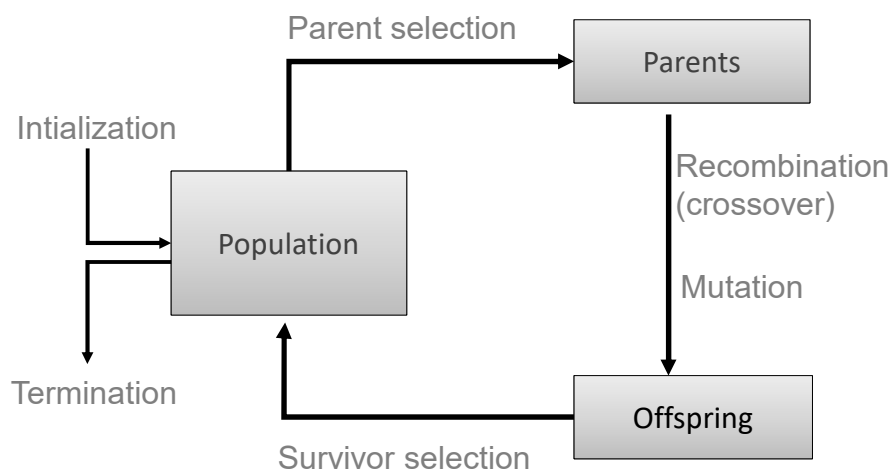 Parent selection
Parents
Intialization
Recombination
(crossover)
Population
Mutation
Termination
Offspring
Survivor selection